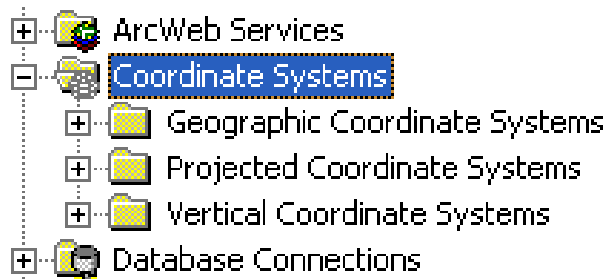 ArcWeb Services
Coordinate Systems
Geographic Coordinate Systems
Projected Coordinate Systems
Vertical Coordinate Systems
Database Connections